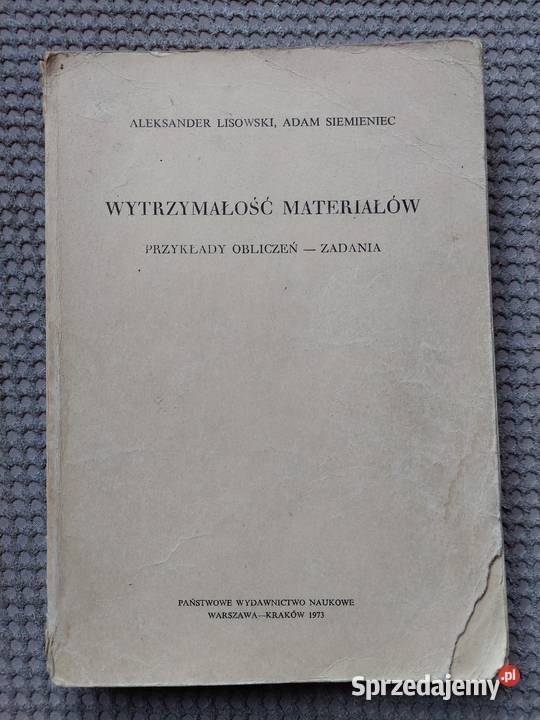 ALEKSANDER LISOWSKI, ADAM SIEMIENIEC
WYTRZYMAŁOŚĆ MATERIAŁÓW
PRZYKŁADY OBLICZEŃ — ZADANIA
PAŃSTWOWE WYDAWNICTWO NAUKOWE
WARSZAWA—KRAKÓW 1973
Sprzedajemy.pl